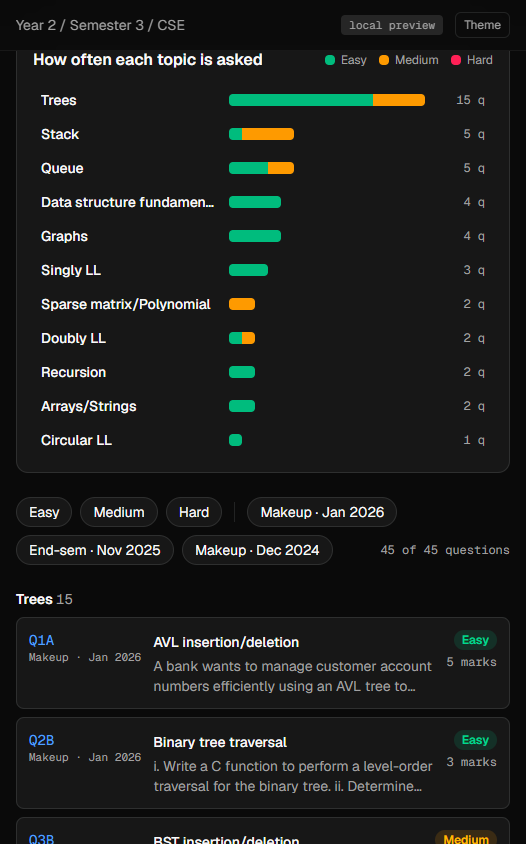 Year 2 / Semester 3 / CSE
local preview
Theme
How often each topic is asked
Easy
Medium
Hard
Trees 15 q
Stack 5 q
Queue 5 q
Data structure fundamen... 4 q
Graphs 4 q
Singly LL 3 q
Sparse matrix/Polynomial 2 q
Doubly LL 2 q
Recursion 2 q
Arrays/Strings 2 q
Circular LL 1 q
Easy
Medium
Hard
Makeup · Jan 2026
End-sem · Nov 2025
Makeup · Dec 2024
45 of 45 questions
Trees 15
Q1A
Makeup · Jan 2026
AVL insertion/deletion
A bank wants to manage customer account
numbers efficiently using an AVL tree to...
Easy
5 marks
Q2B
Makeup · Jan 2026
Binary tree traversal
i. Write a C function to perform a level-order
traversal for the binary tree. ii. Determine...
Easy
3 marks
Q3B
BST insertion/deletion
Medium